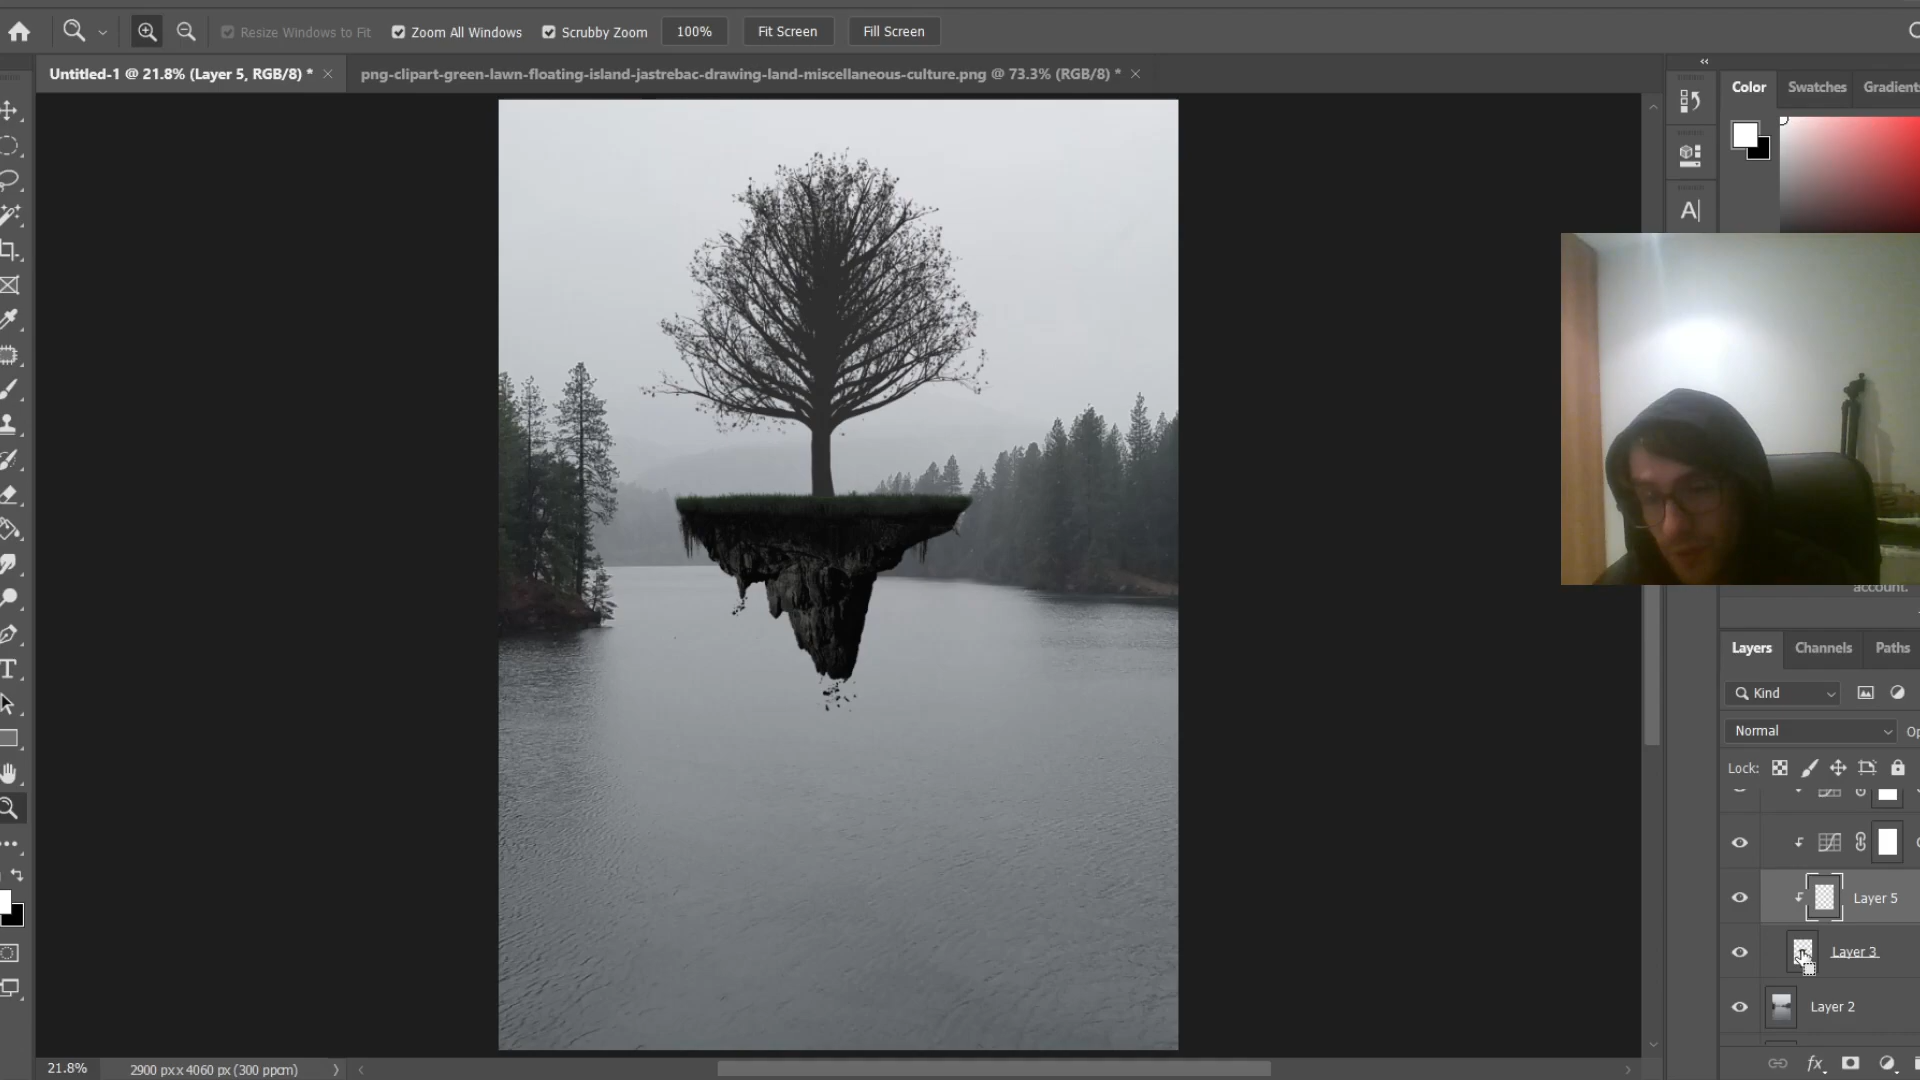 Resize Windows to Fit
Zoom All Windows
Scrubby Zoom
100%
Fit Screen
Fill Screen
Untitled-1 @ 21.8% (Layer 5, RGB/8) *
png-clipart-green-lawn-floating-island-jastrebac-drawing-land-miscellaneous-culture.png @ 73.3% (RGB/8) *
Color
Swatches
Gradients
A
account.
Layers
Channels
Paths
Kind
Normal
Op
Lock:
Layer 5
Layer 3
Layer 2
fx
T
21.8%
2900 px x 4060 px (300 ppcm)